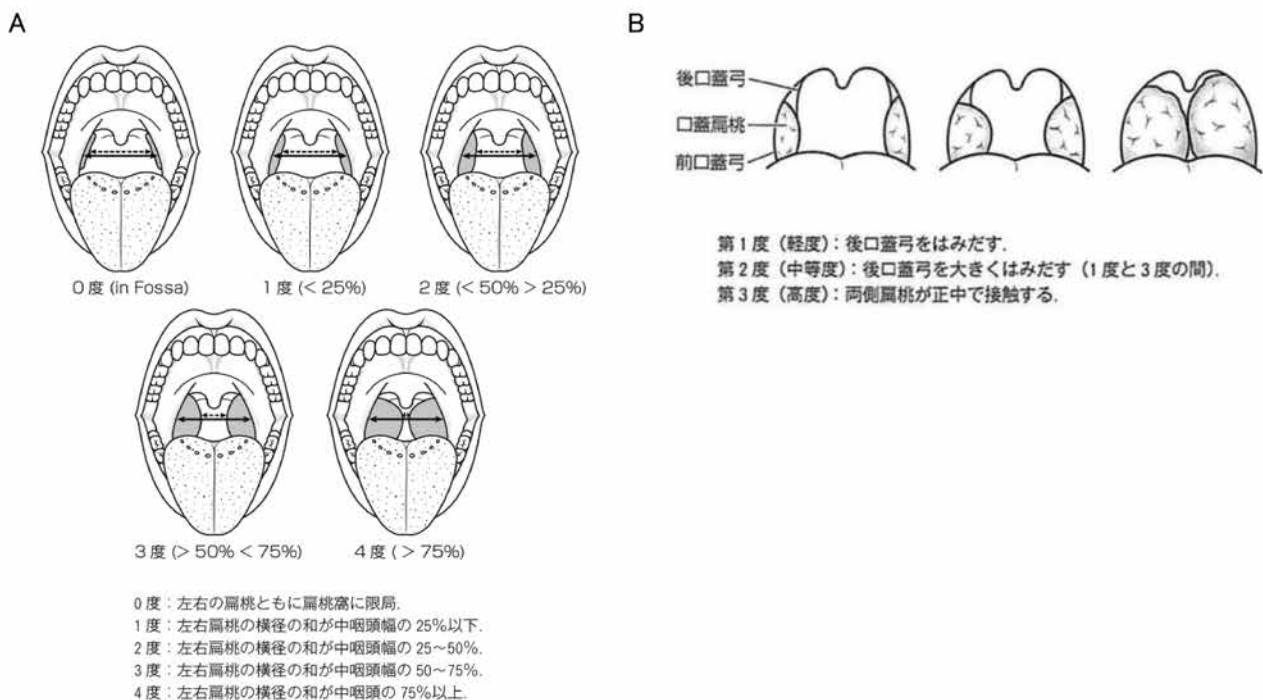 A
0度 (in Fossa)
1度 (< 25%)
2度 (< 50% > 25%)
3度 (> 50% < 75%)
4度 ( > 75%)
0度：左右の扁桃ともに扁桃窩に限局.
1度：左右扁桃の横径の和が中咽頭幅の 25%以下.
2度：左右扁桃の横径の和が中咽頭幅の 25〜50%.
3度：左右扁桃の横径の和が中咽頭幅の 50〜75%.
4度：左右扁桃の横径の和が中咽頭の 75%以上.
B
後口蓋弓
口蓋扁桃
前口蓋弓
第1度（軽度）：後口蓋弓をはみだす.
第2度（中等度）：後口蓋弓を大きくはみだす（1度と3度の間）.
第3度（高度）：両側扁桃が正中で接触する.